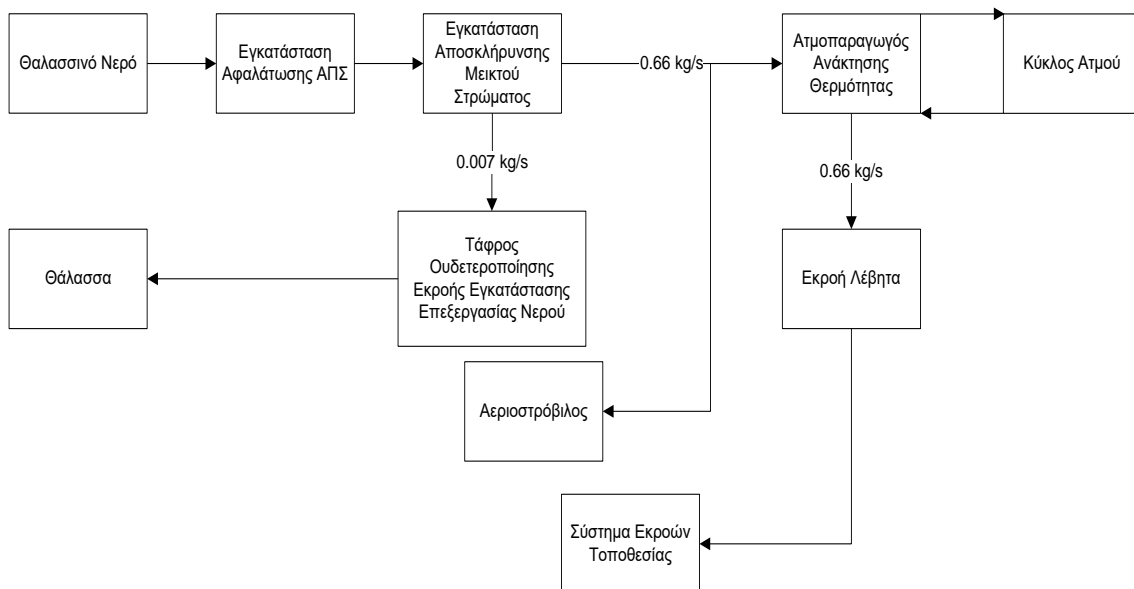 Θαλασσινό Νερό
Εγκατάσταση
Αφαλάτωσης ΑΠΣ
Εγκατάσταση
Αποσκλήρυνσης
Μεικτού
Στρώματος
0.66 kg/s
Ατμοπαραγωγός
Ανάκτησης
Θερμότητας
Κύκλος Ατμού
0.007 kg/s
0.66 kg/s
Θάλασσα
Τάφρος
Ουδετεροποίησης
Εκροής Εγκατάστασης
Επεξεργασίας Νερού
Εκροή Λέβητα
Αεριοστρόβιλος
Σύστημα Εκροών
Τοποθεσίας